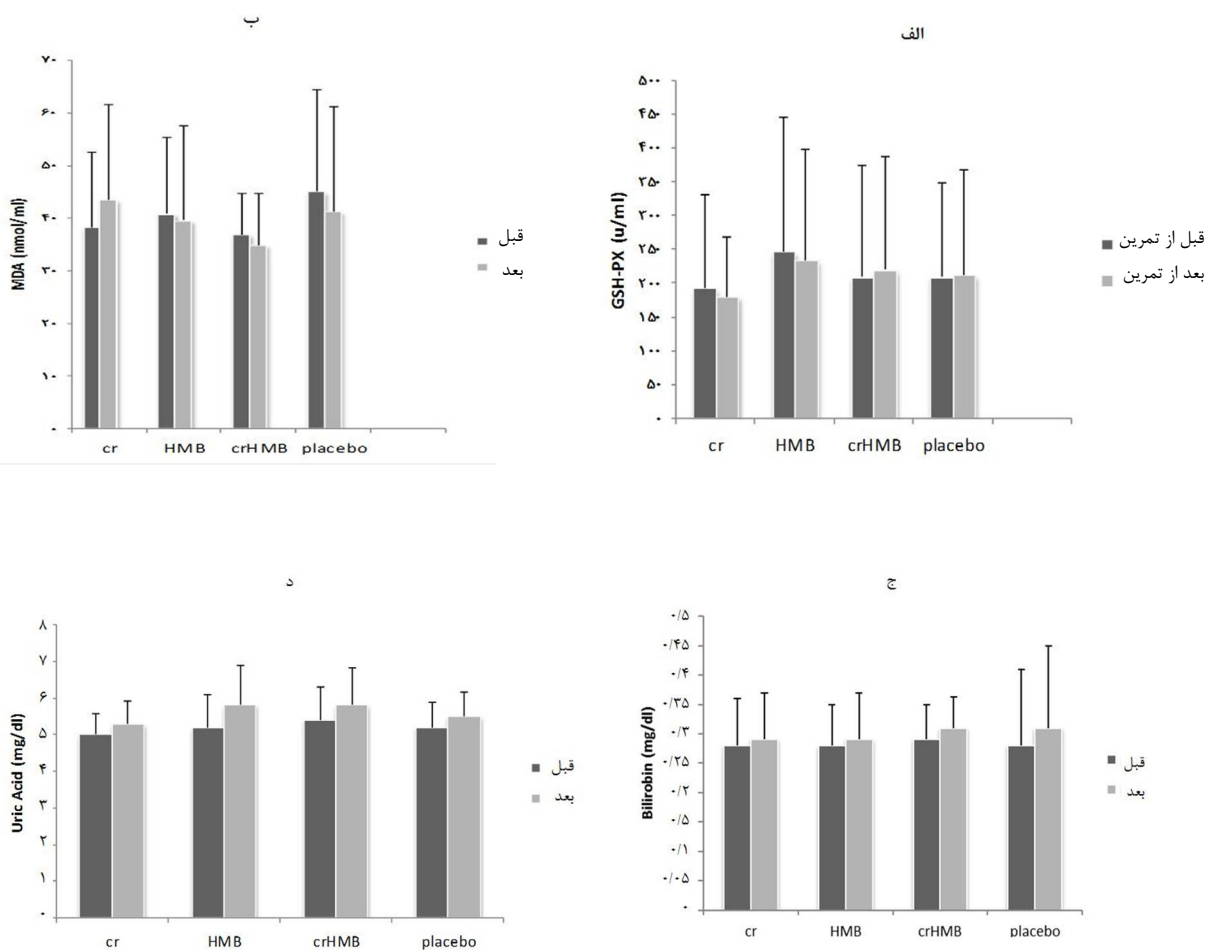 الف
GSH-PX (u/ml)
۵۰۰
۴۵۰
۴۰۰
۳۵۰
۳۰۰
۲۵۰
۲۰۰
۱۵۰
۱۰۰
۵۰
۰
cr HMB crHMB placebo
قبل از تمرین
بعد از تمرین
ب
MDA (nmol/ml)
۷۰
۶۰
۵۰
۴۰
۳۰
۲۰
۱۰
۰
cr HMB crHMB placebo
قبل
بعد
ج
Bilirobin (mg/dl)
۰/۵
۰/۴۵
۰/۴
۰/۳۵
۰/۳
۰/۲۵
۰/۲
۰/۵
۰/۱
۰/۰۵
۰
cr HMB crHMB placebo
قبل
بعد
د
Uric Acid (mg/dl)
۸
۷
۶
۵
۴
۳
۲
۱
۰
cr HMB crHMB placebo
قبل
بعد